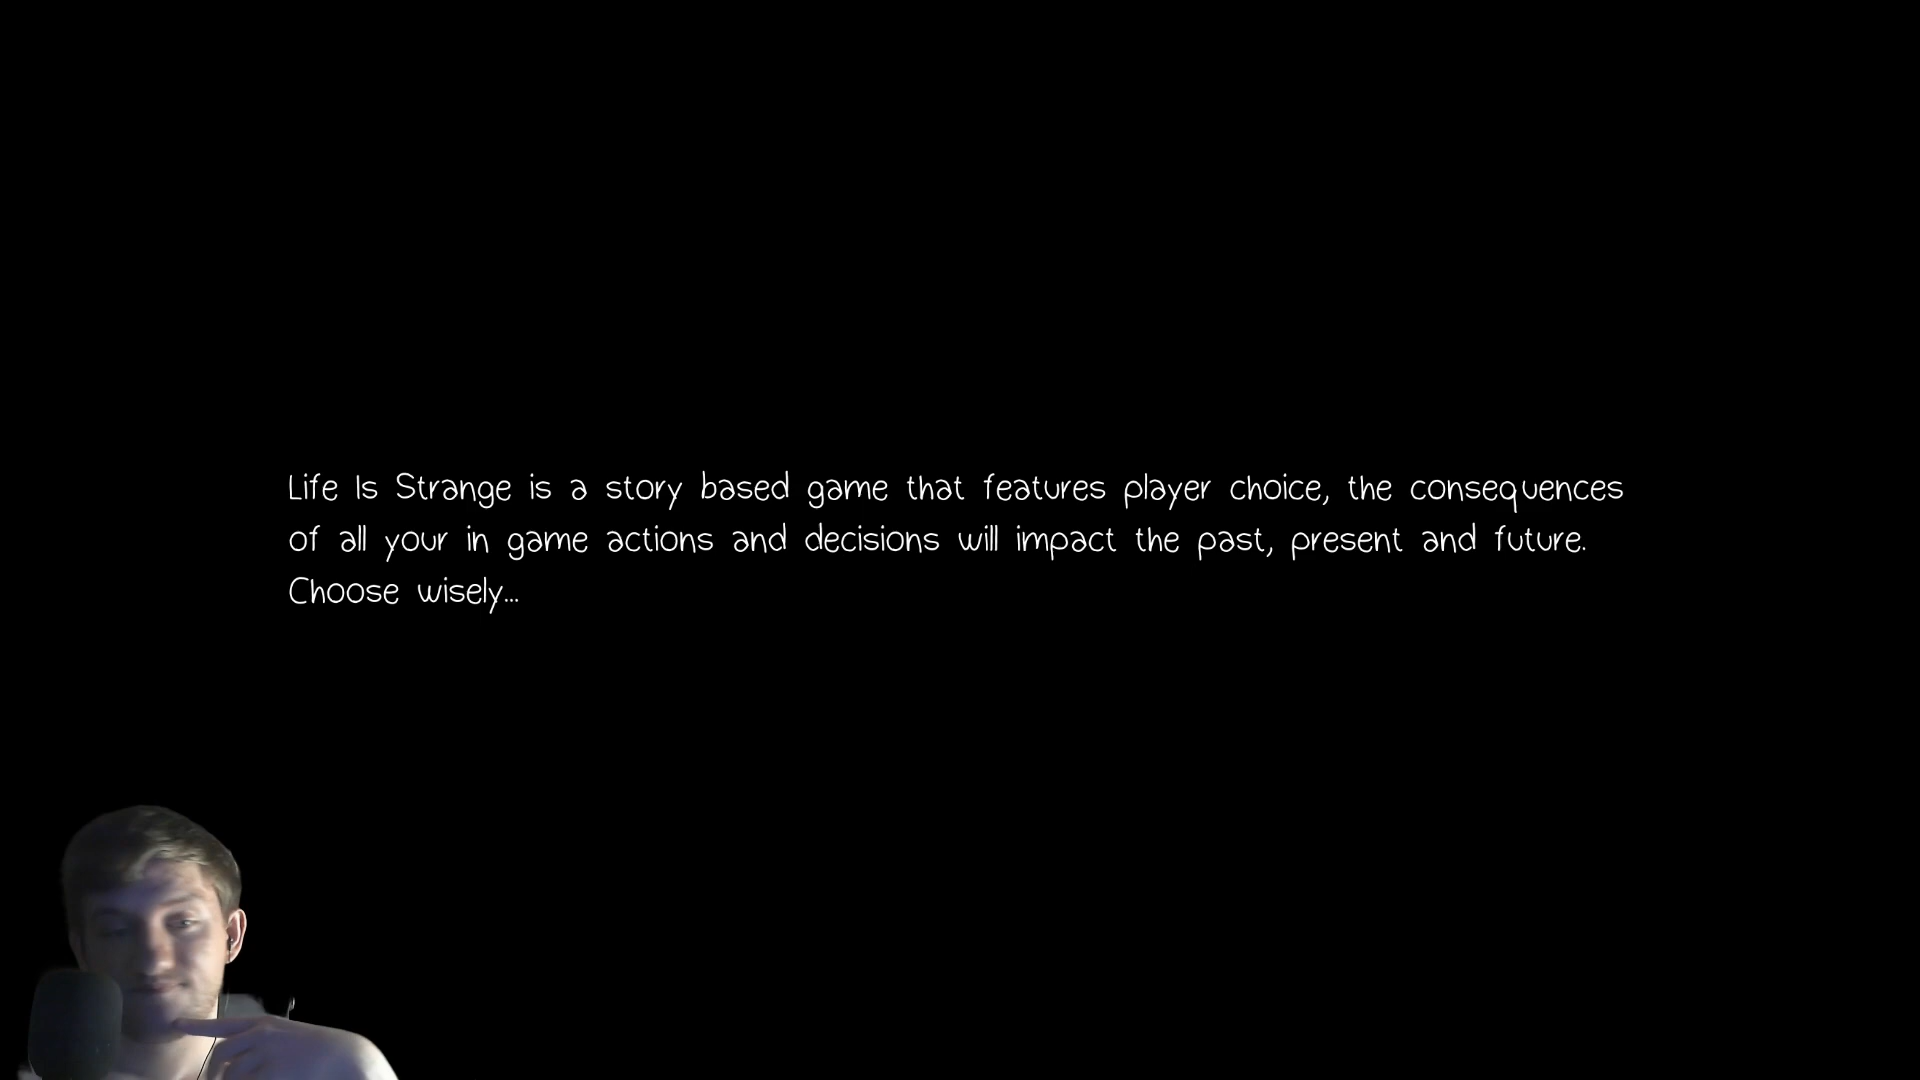 Life Is Strange is a story based game that features player choice, the consequences
of all your in game actions and decisions will impact the past, present and future.
Choose wisely...